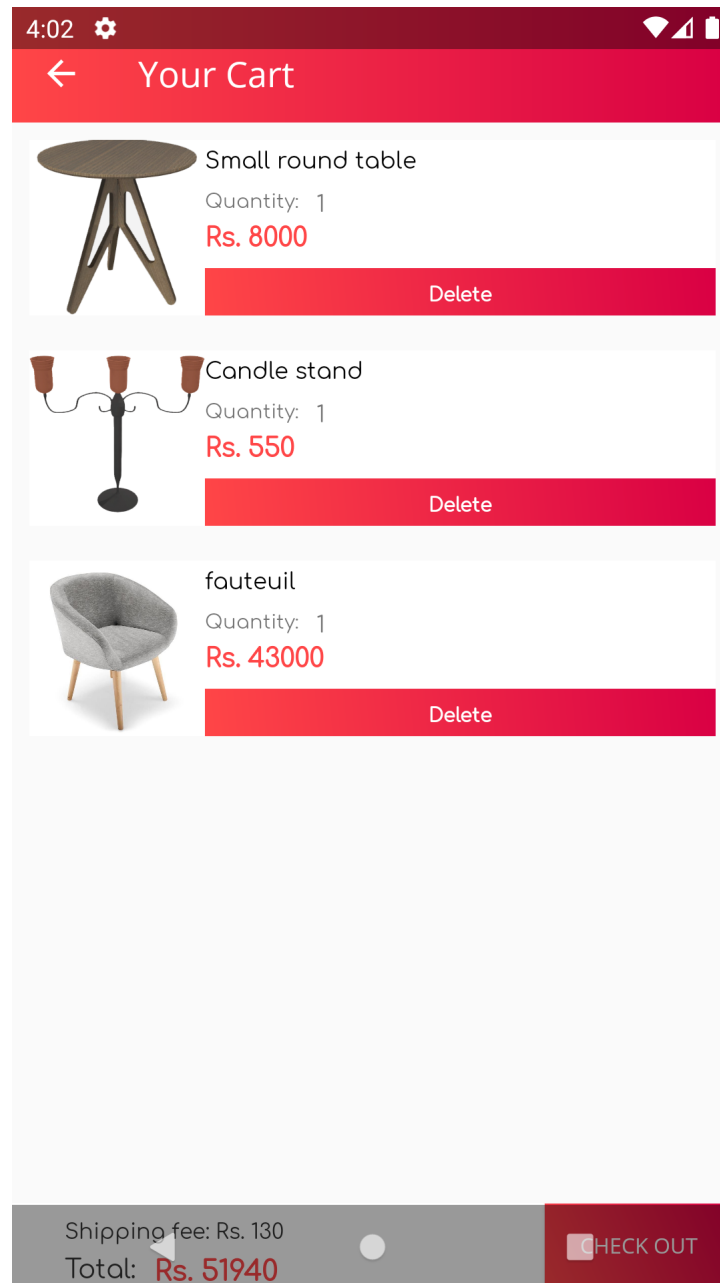 4:02
Your Cart
Small round table
Quantity: 1
Rs. 8000
Delete
Candle stand
Quantity: 1
Rs. 550
Delete
fauteuil
Quantity: 1
Rs. 43000
Delete
Shipping fee: Rs. 130
Total: Rs. 51940
CHECK OUT